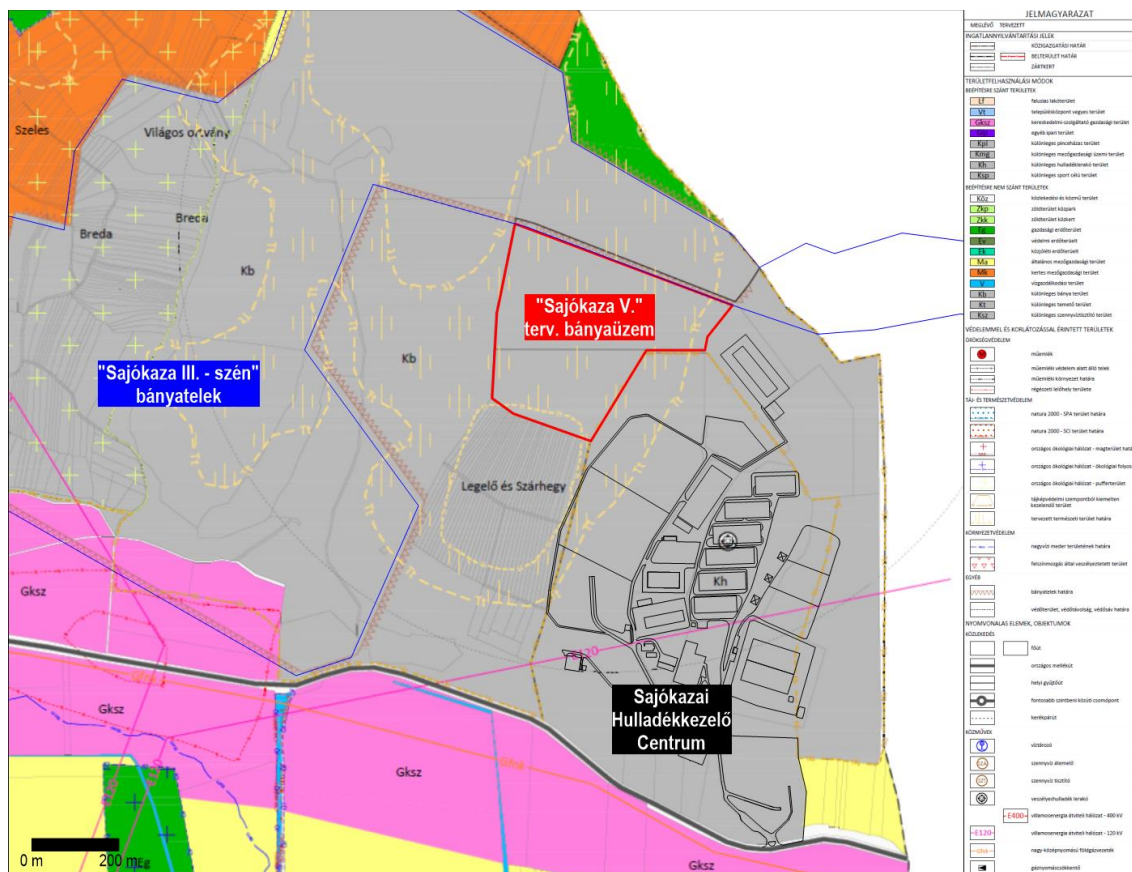 Szeles
Világos ortvány
Breda
Breda
Kb
Kb
"Sajókaza V."
terv. bányaüzem
"Sajókaza III. - szén"
bányatelek
Legelő és Szárhegy
Kh
E120
Gksz
Gksz
Gksz
Gksz
Sajókazai
Hulladékkezelő
Centrum
0 m
200 m
JELMAGYARÁZAT
MEGLÉVŐ TERVEZETT
INGATLANNYILVÁNTARTÁSI JELEK
KÖZIGAZGATÁSI HATÁR
BELTERÜLET HATÁR
ZÁRTKERT
TERÜLETFELHASZNÁLÁSI MÓDOK
BEÉPÍTÉSRE SZÁNT TERÜLETEK
Lf falusias lakóterület
Vt településközpont vegyes terület
Gksz kereskedelmi-szolgáltató gazdasági terület
egyéb ipari terület
Kpi különleges pinceházas terület
Kmg különleges mezőgazdasági üzemi terület
Kh különleges hulladéklerakó terület
Ksp különleges sport célú terület
BEÉPÍTÉSRE NEM SZÁNT TERÜLETEK
Köz közlekedési és közmű terület
Zkp zöldterület közpark
Zkk zöldterület közkert
Eg gazdasági erdőterület
Ev védelmi erdőterület
Ek közjóléti erdőterület
Ma általános mezőgazdasági terület
Mk kertes mezőgazdasági terület
V vízgazdálkodási terület
különleges bánya terület
Kt különleges temető terület
Ksz különleges szennyvíztisztító terület
VÉDELEMMEL ÉS KORLÁTOZÁSSAL ÉRINTETT TERÜLETEK
ÖRÖKSÉGVÉDELEM
műemlék
műemléki védelem alatt álló telek
műemléki környezet határa
régészeti lelőhely területe
TÁJ- ÉS TERMÉSZETVÉDELEM
natura 2000 - SPA terület határa
natura 2000 - SCI terület határa
országos ökológiai hálózat - magterület hatá
országos ökológiai hálózat - ökológiai folyos
országos ökológiai hálózat - pufferterület
tájképvédelmi szempontból kiemelten
kezelendő terület
tervezett természeti terület határa
KÖRNYEZETVÉDELEM
nagyvízi meder területének határa
felszínmozgás által veszélyeztetett terület
EGYÉB
bányatelek határa
védőterület, védőtávolság, védősáv határa
NYOMVONALAS ELEMEK, OBJEKTUMOK
KÖZLEKEDÉS
főút
országos mellékút
helyi gyűjtőút
fontosabb szintbeni közúti csomópont
kerékpárút
KÖZMŰVEK
víztározó
szennyvíz átemelő
szennyvíz tisztító
veszélyeshulladék lerakó
E400 villamosenergia átviteli hálózat - 400 kV
E120 villamosenergia átviteli hálózat - 120 kV
nagy-középnyomású földgázvezeték
gáznyomáscsökkentő